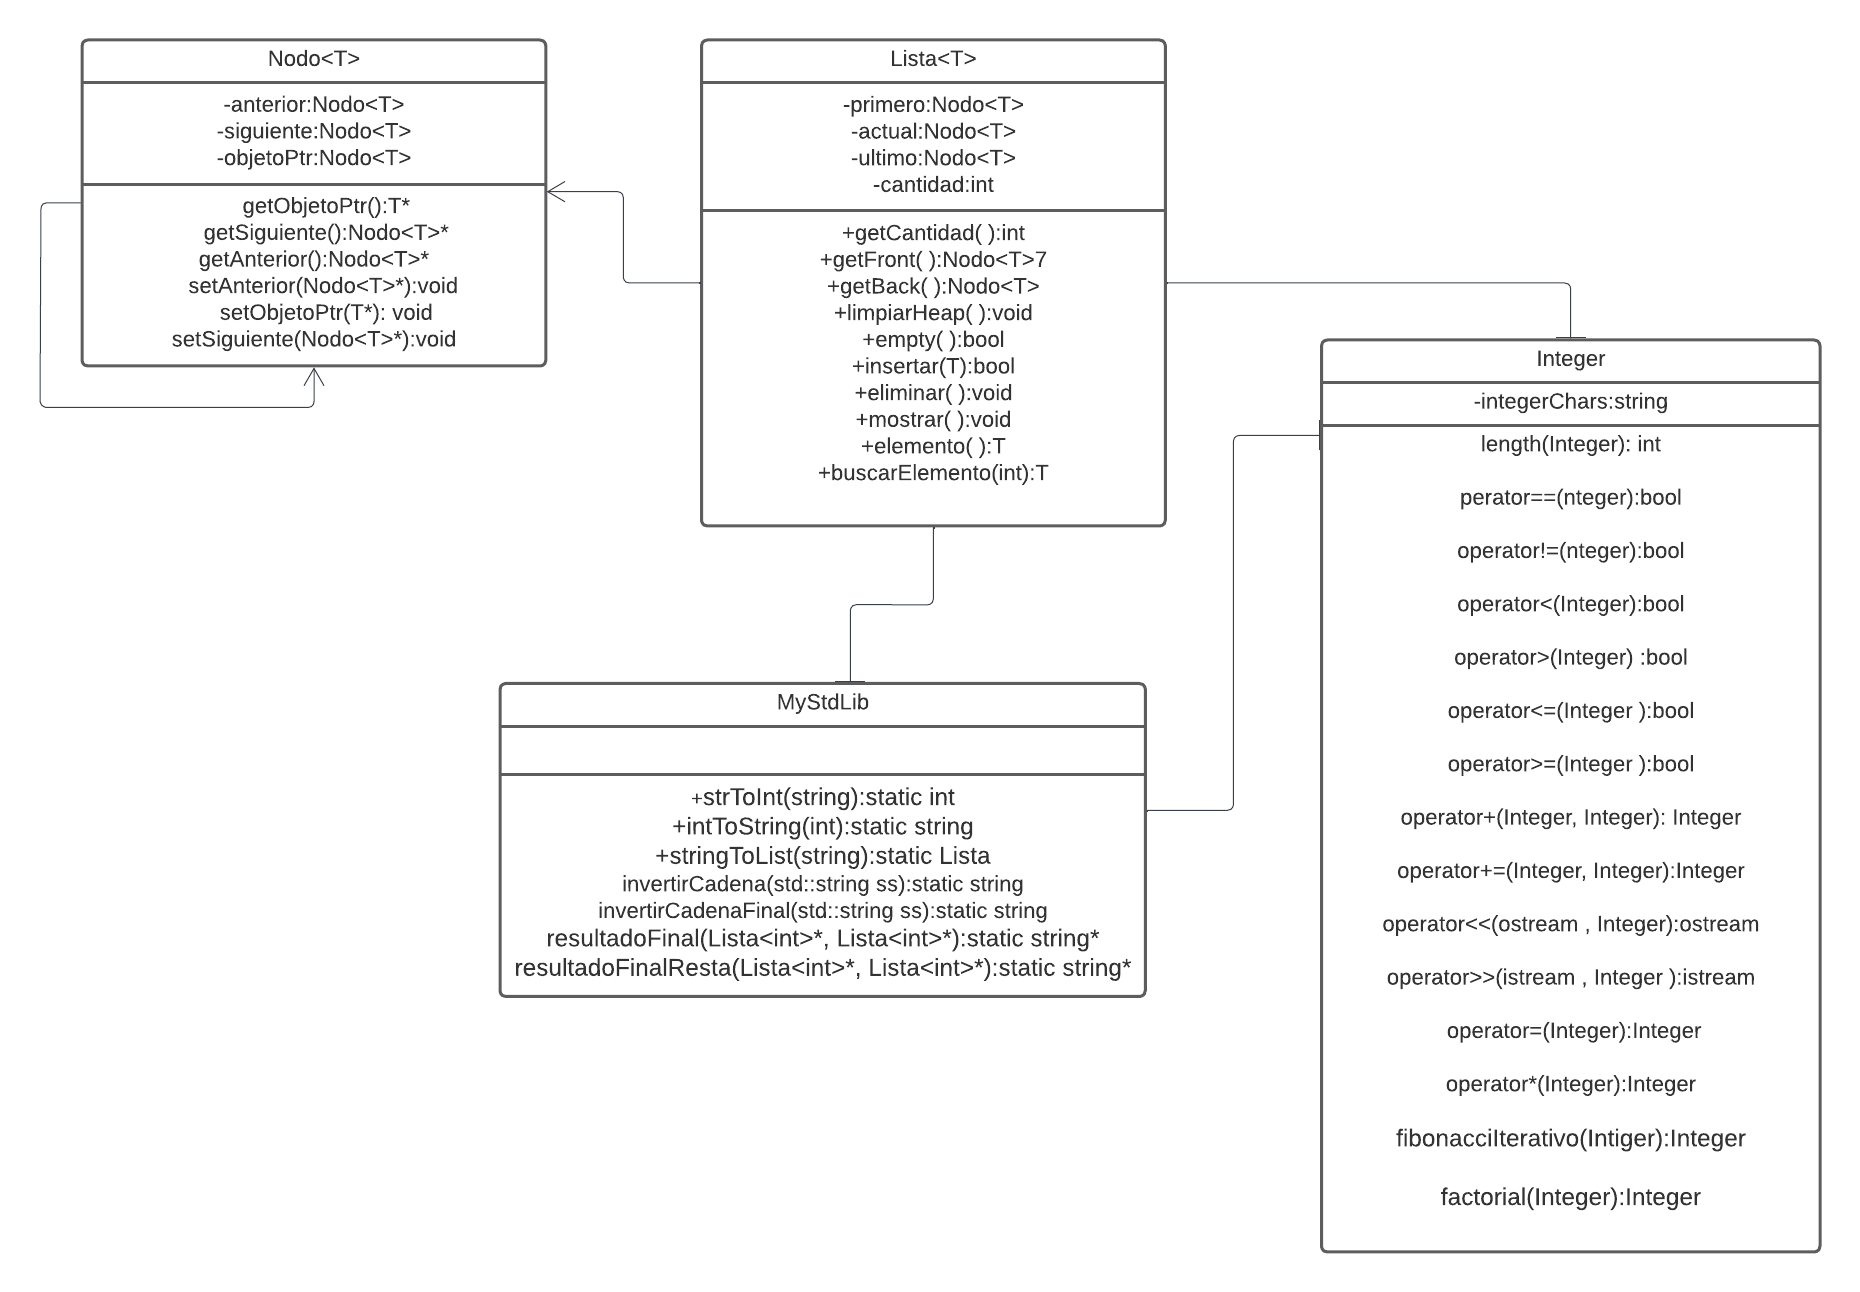 Nodo<T>
-anterior:Nodo<T>
-siguiente:Nodo<T>
-objetoPtr:Nodo<T>
getObjetoPtr():T*
getSiguiente():Nodo<T>*
getAnterior():Nodo<T>*
setAnterior(Nodo<T>*):void
setObjetoPtr(T*): void
setSiguiente(Nodo<T>*):void
Lista<T>
-primero:Nodo<T>
-actual:Nodo<T>
-ultimo:Nodo<T>
-cantidad:int
+getCantidad( ):int
+getFront( ):Nodo<T>7
+getBack( ):Nodo<T>
+limpiarHeap( ):void
+empty( ):bool
+insertar(T):bool
+eliminar( ):void
+mostrar( ):void
+elemento( ):T
+buscarElemento(int):T
Integer
-integerChars:string
length(Integer): int
perator==(nteger):bool
operator!=(nteger):bool
operator<(Integer):bool
operator>(Integer) :bool
operator<=(Integer ):bool
operator>=(Integer ):bool
operator+(Integer, Integer): Integer
operator+=(Integer, Integer):Integer
operator<<(ostream , Integer):ostream
operator>>(istream , Integer ):istream
operator=(Integer):Integer
operator*(Integer):Integer
fibonacciIterativo(Intiger):Integer
factorial(Integer):Integer
MyStdLib
+strToInt(string):static int
+intToString(int):static string
+stringToList(string):static Lista
invertirCadena(std::string ss):static string
invertirCadenaFinal(std::string ss):static string
resultadoFinal(Lista<int>*, Lista<int>*):static string*
resultadoFinalResta(Lista<int>*, Lista<int>*):static string*